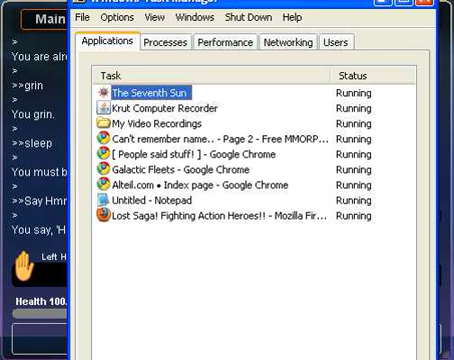 Main
Windows Task Manager
File Options View Windows Shut Down Help
Applications Processes Performance Networking Users
Task Status
The Seventh Sun Running
Krut Computer Recorder Running
My Video Recordings Running
Can't remember name.. - Page 2 - Free MMORP... Running
[ People said stuff! ] - Google Chrome Running
Galactic Fleets - Google Chrome Running
Alteil.com • Index page - Google Chrome Running
Untitled - Notepad Running
Lost Saga! Fighting Action Heroes!! - Mozilla Fir... Running
>
You are alr
>
>>grin
You grin.
>
>>sleep
You must b
>
>>Say Hmr
You say, 'H
Left H
Health 100.